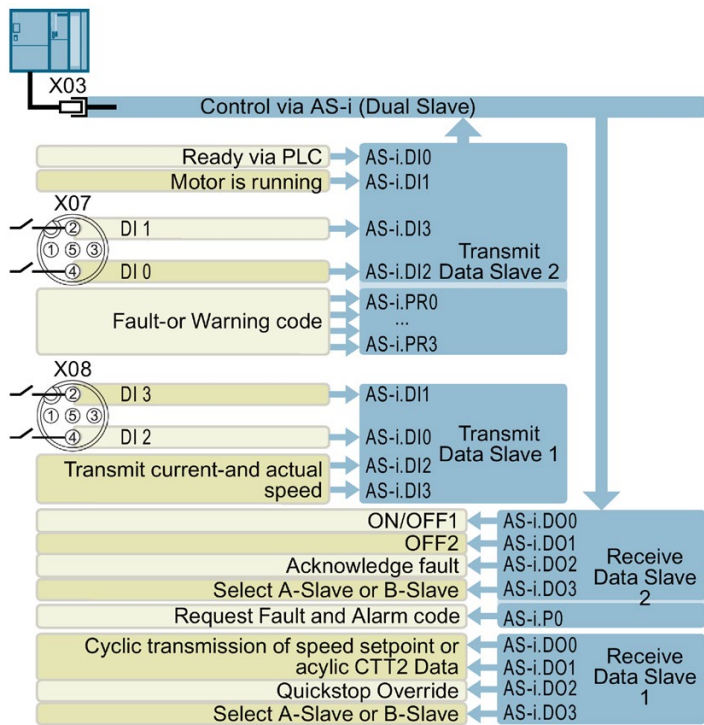 X03
Control via AS-i (Dual Slave)
Ready via PLC AS-i.DI0
Motor is running AS-i.DI1
X07
② DI 1 AS-i.DI3
① ⑤ ③
④ DI 0 AS-i.DI2
Transmit
Data Slave 2
Fault-or Warning code
AS-i.PR0
...
AS-i.PR3
X08
② DI 3 AS-i.DI1
① ⑤ ③
④ DI 2 AS-i.DI0
Transmit current-and actual
speed
AS-i.DI2
AS-i.DI3
Transmit
Data Slave 1
ON/OFF1 AS-i.DO0
OFF2 AS-i.DO1
Acknowledge fault AS-i.DO2
Select A-Slave or B-Slave AS-i.DO3
Receive
Data Slave
2
Request Fault and Alarm code AS-i.P0
Cyclic transmission of speed setpoint or
acylic CTT2 Data
AS-i.DO0
AS-i.DO1
Quickstop Override AS-i.DO2
Select A-Slave or B-Slave AS-i.DO3
Receive
Data Slave
1